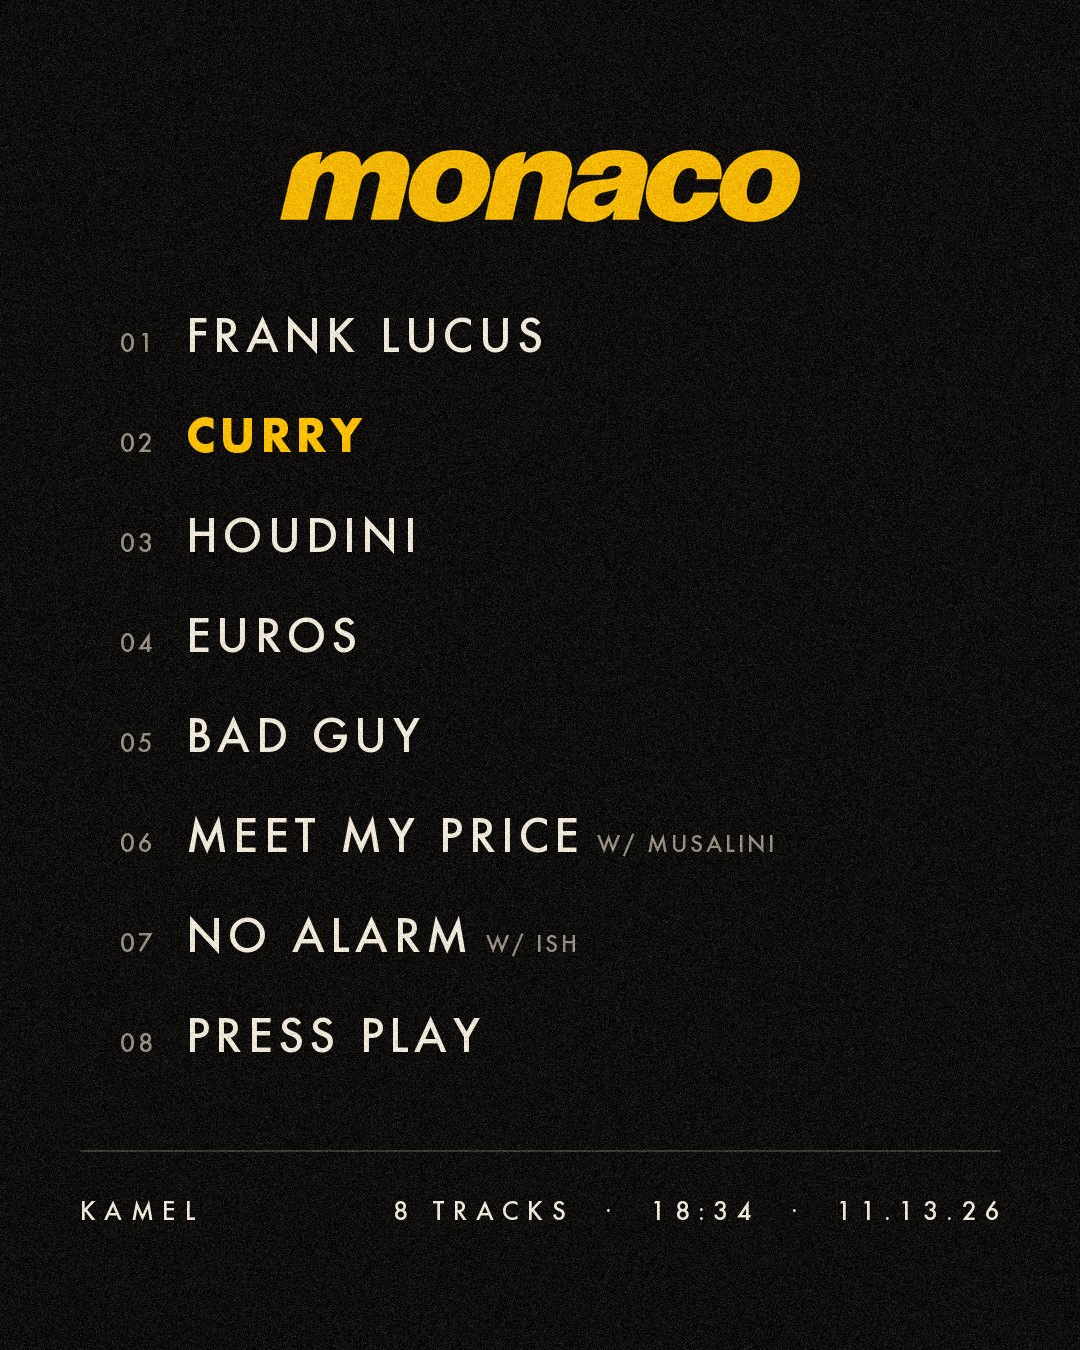 monaco
01 FRANK LUCUS
02 CURRY
03 HOUDINI
04 EUROS
05 BAD GUY
06 MEET MY PRICE W/ MUSALINI
07 NO ALARM W/ ISH
08 PRESS PLAY
KAMEL 8 TRACKS · 18:34 · 11.13.26